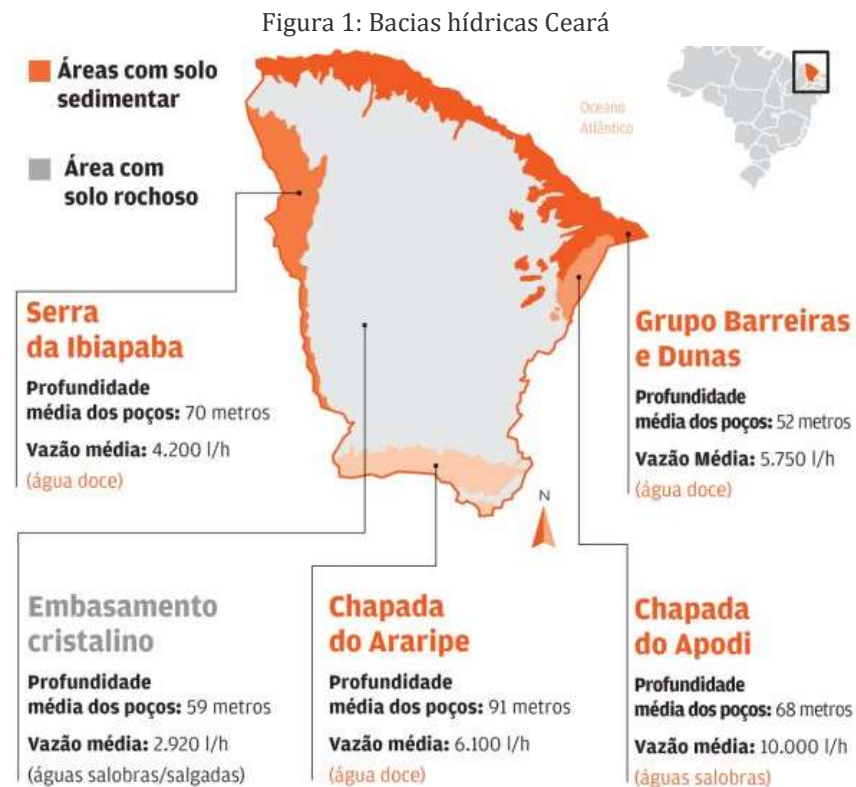 Figura 1: Bacias hídricas Ceará
Áreas com solo
sedimentar
Área com
solo rochoso
Oceano
Atlântico
Serra
da Ibiapaba
Profundidade
média dos poços: 70 metros
Vazão média: 4.200 l/h
(água doce)
Grupo Barreiras
e Dunas
Profundidade
média dos poços: 52 metros
Vazão Média: 5.750 l/h
(água doce)
N
Embasamento
cristalino
Profundidade
média dos poços: 59 metros
Vazão média: 2.920 l/h
(águas salobras/salgadas)
Chapada
do Araripe
Profundidade
média dos poços: 91 metros
Vazão média: 6.100 l/h
(água doce)
Chapada
do Apodi
Profundidade
média dos poços: 68 metros
Vazão média: 10.000 l/h
(águas salobras)